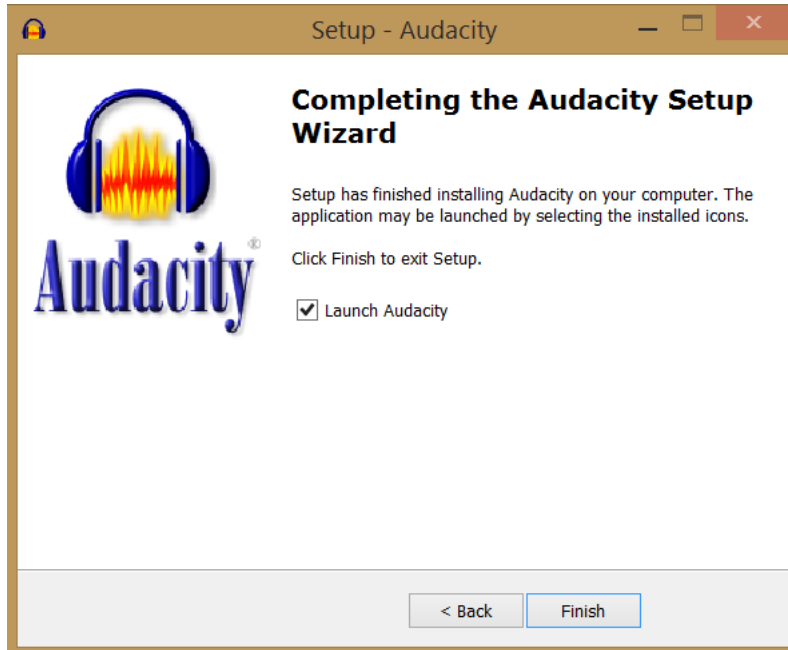 Setup - Audacity
Completing the Audacity Setup
Wizard
Setup has finished installing Audacity on your computer. The
application may be launched by selecting the installed icons.
Click Finish to exit Setup.
Launch Audacity
Audacity®
< Back
Finish